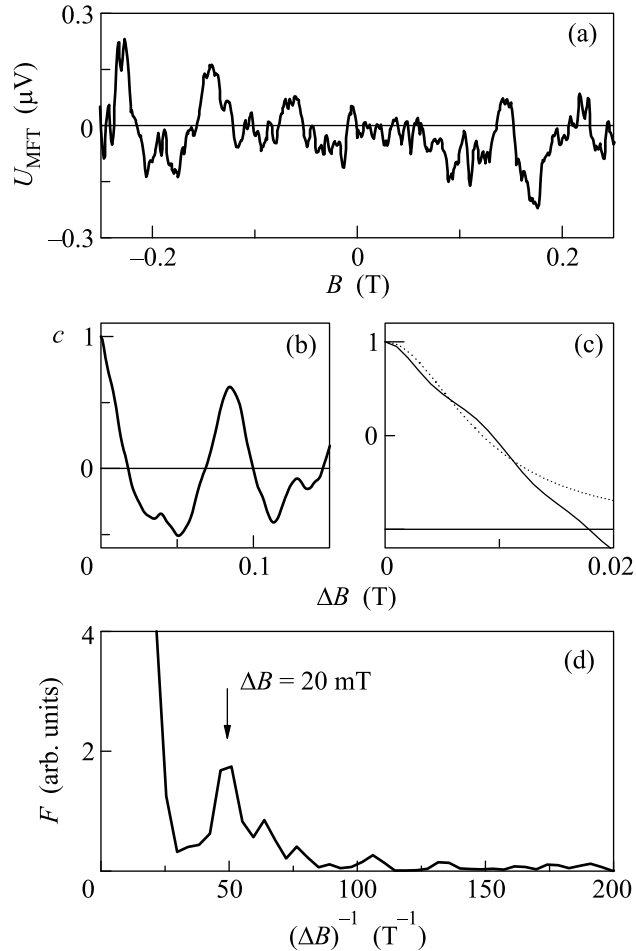 0.3
(a)
U_MFT (μV)
0
−0.3
−0.2
0
0.2
B (T)
c
1
(b)
0
0
0.1
1
(c)
0
0
0.02
ΔB (T)
4
(d)
ΔB = 20 mT
F (arb. units)
2
0
50
100
150
200
(ΔB)⁻¹ (T⁻¹)